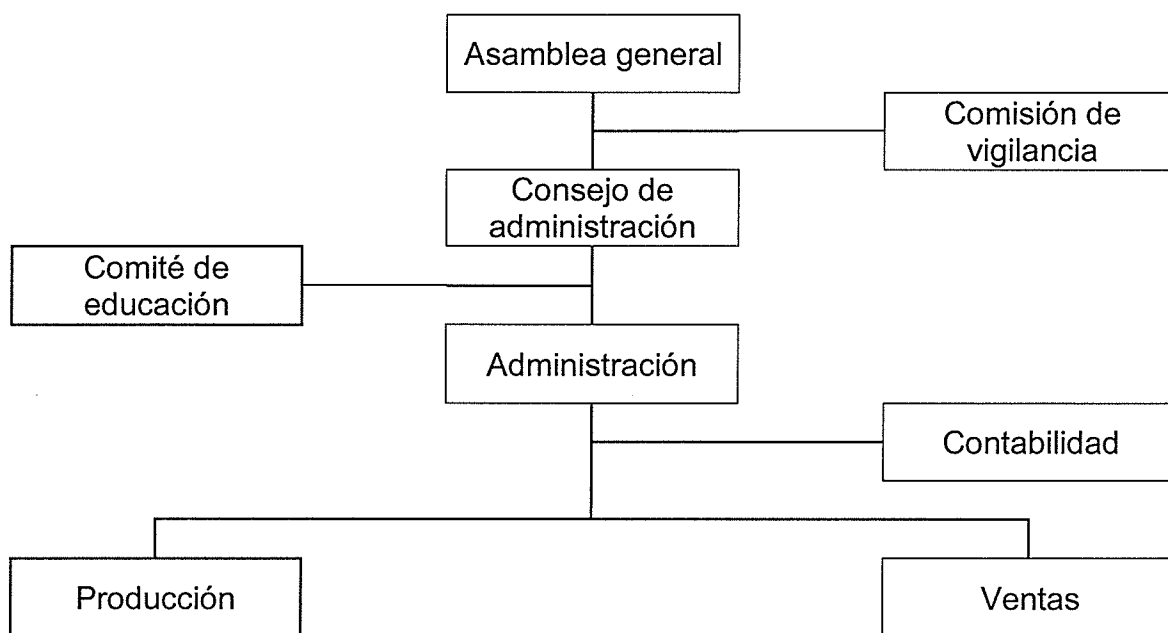 Asamblea general
Comisión de
vigilancia
Consejo de
administración
Comité de
educación
Administración
Contabilidad
Producción
Ventas